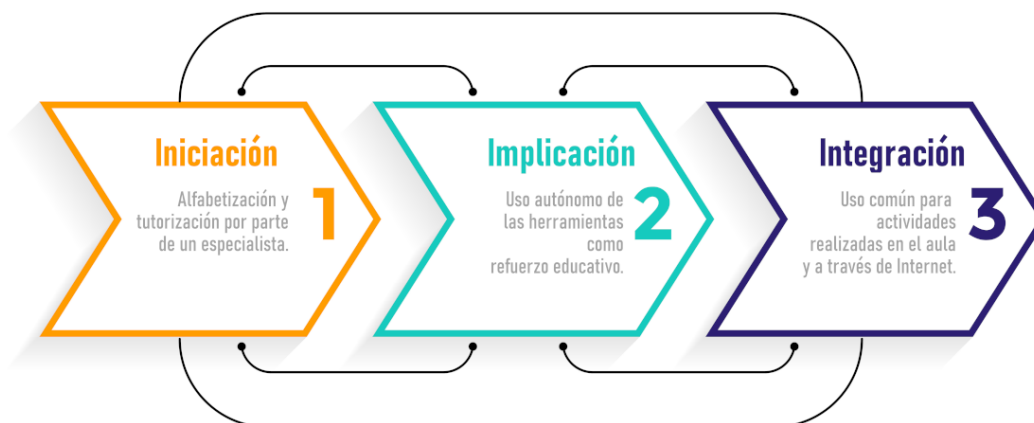 Iniciación
Alfabetización y
tutorización por parte
de un especialista.
1
Implicación
Uso autónomo de
las herramientas
como
refuerzo educativo.
2
Integración
Uso común para
actividades
realizadas en el aula
y a través de Internet.
3